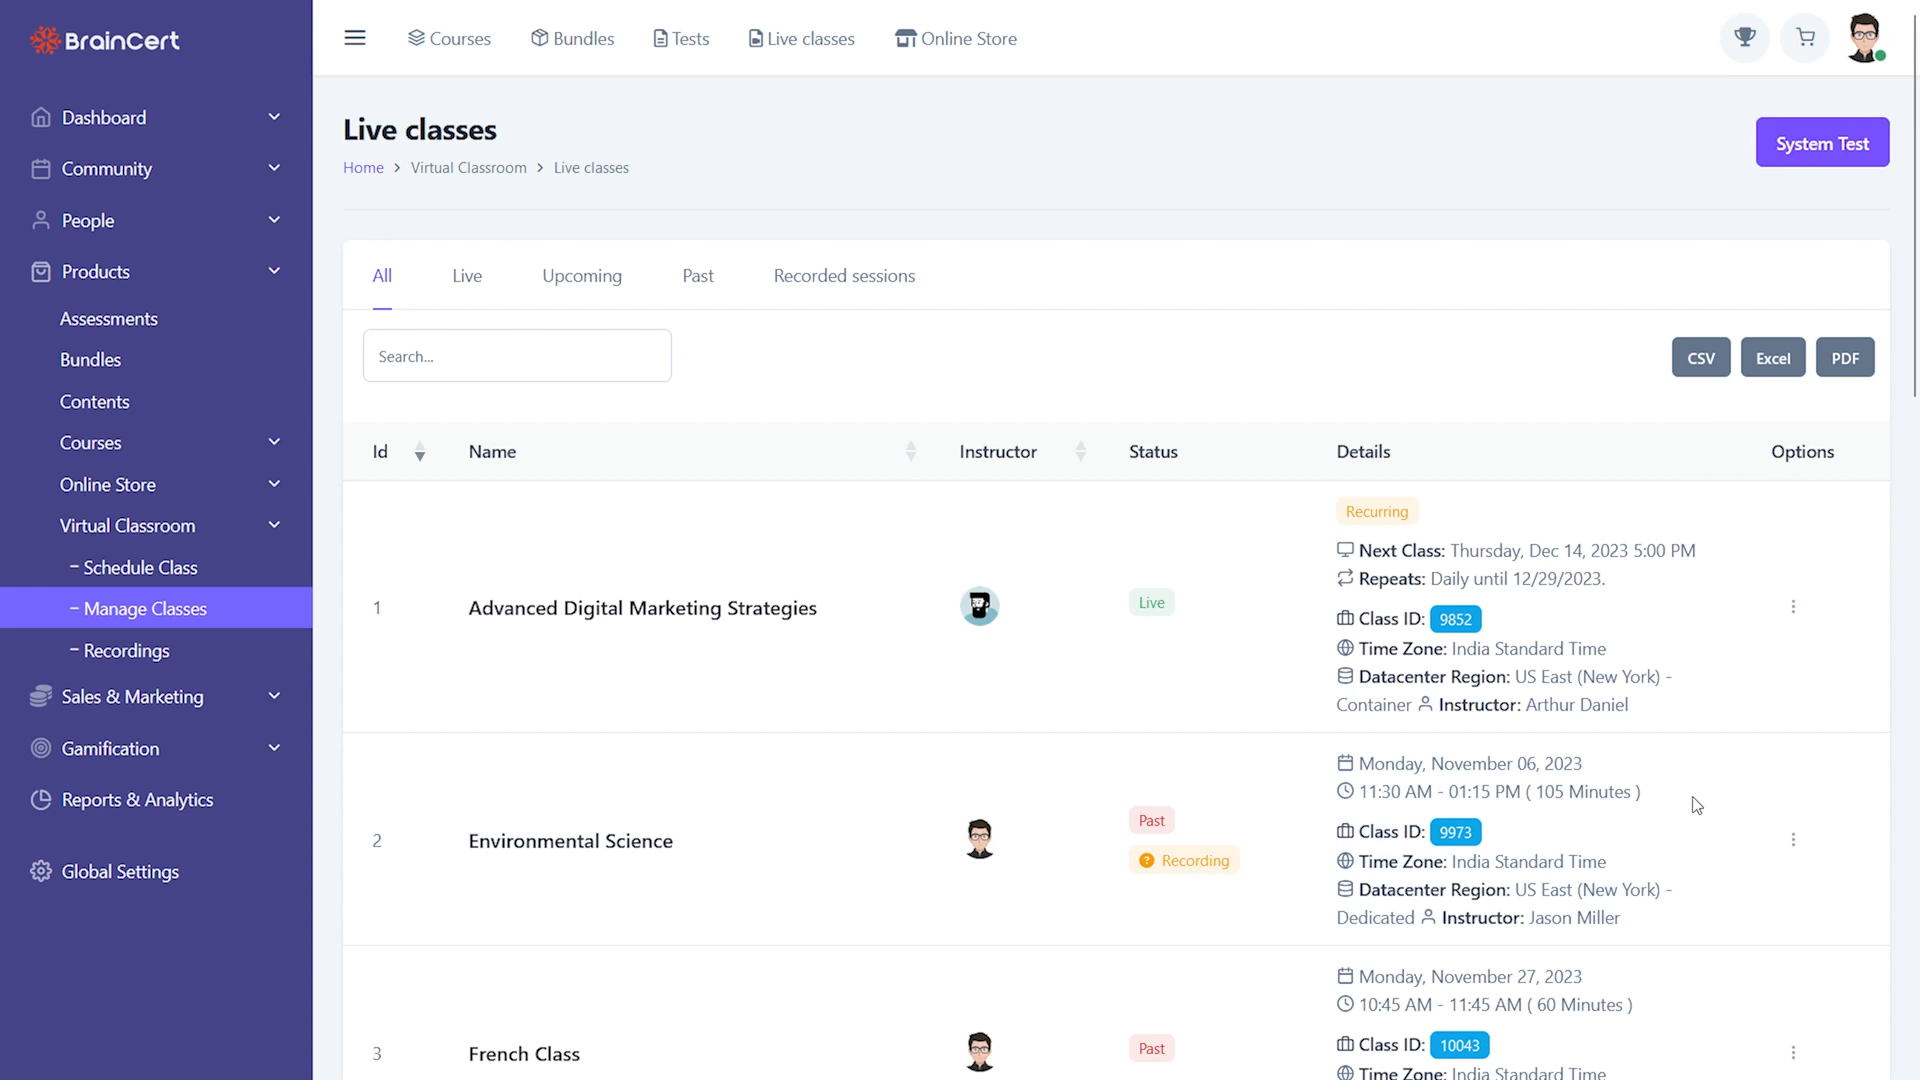 BrainCert
Courses
Bundles
Tests
Live classes
Online Store
Dashboard
Community
People
Products
Assessments
Bundles
Contents
Courses
Online Store
Virtual Classroom
- Schedule Class
- Manage Classes
- Recordings
Sales & Marketing
Gamification
Reports & Analytics
Global Settings
Live classes
Home > Virtual Classroom > Live classes
System Test
All Live Upcoming Past Recorded sessions
Search...
CSV Excel PDF
Id Name Instructor Status Details Options
1 Advanced Digital Marketing Strategies
Live
Recurring
Next Class: Thursday, Dec 14, 2023 5:00 PM
Repeats: Daily until 12/29/2023.
Class ID: 9852
Time Zone: India Standard Time
Datacenter Region: US East (New York) -
Container Instructor: Arthur Daniel
2 Environmental Science
Past
Recording
Monday, November 06, 2023
11:30 AM - 01:15 PM ( 105 Minutes )
Class ID: 9973
Time Zone: India Standard Time
Datacenter Region: US East (New York) -
Dedicated Instructor: Jason Miller
3 French Class
Past
Monday, November 27, 2023
10:45 AM - 11:45 AM ( 60 Minutes )
Class ID: 10043
Time Zone: India Standard Time